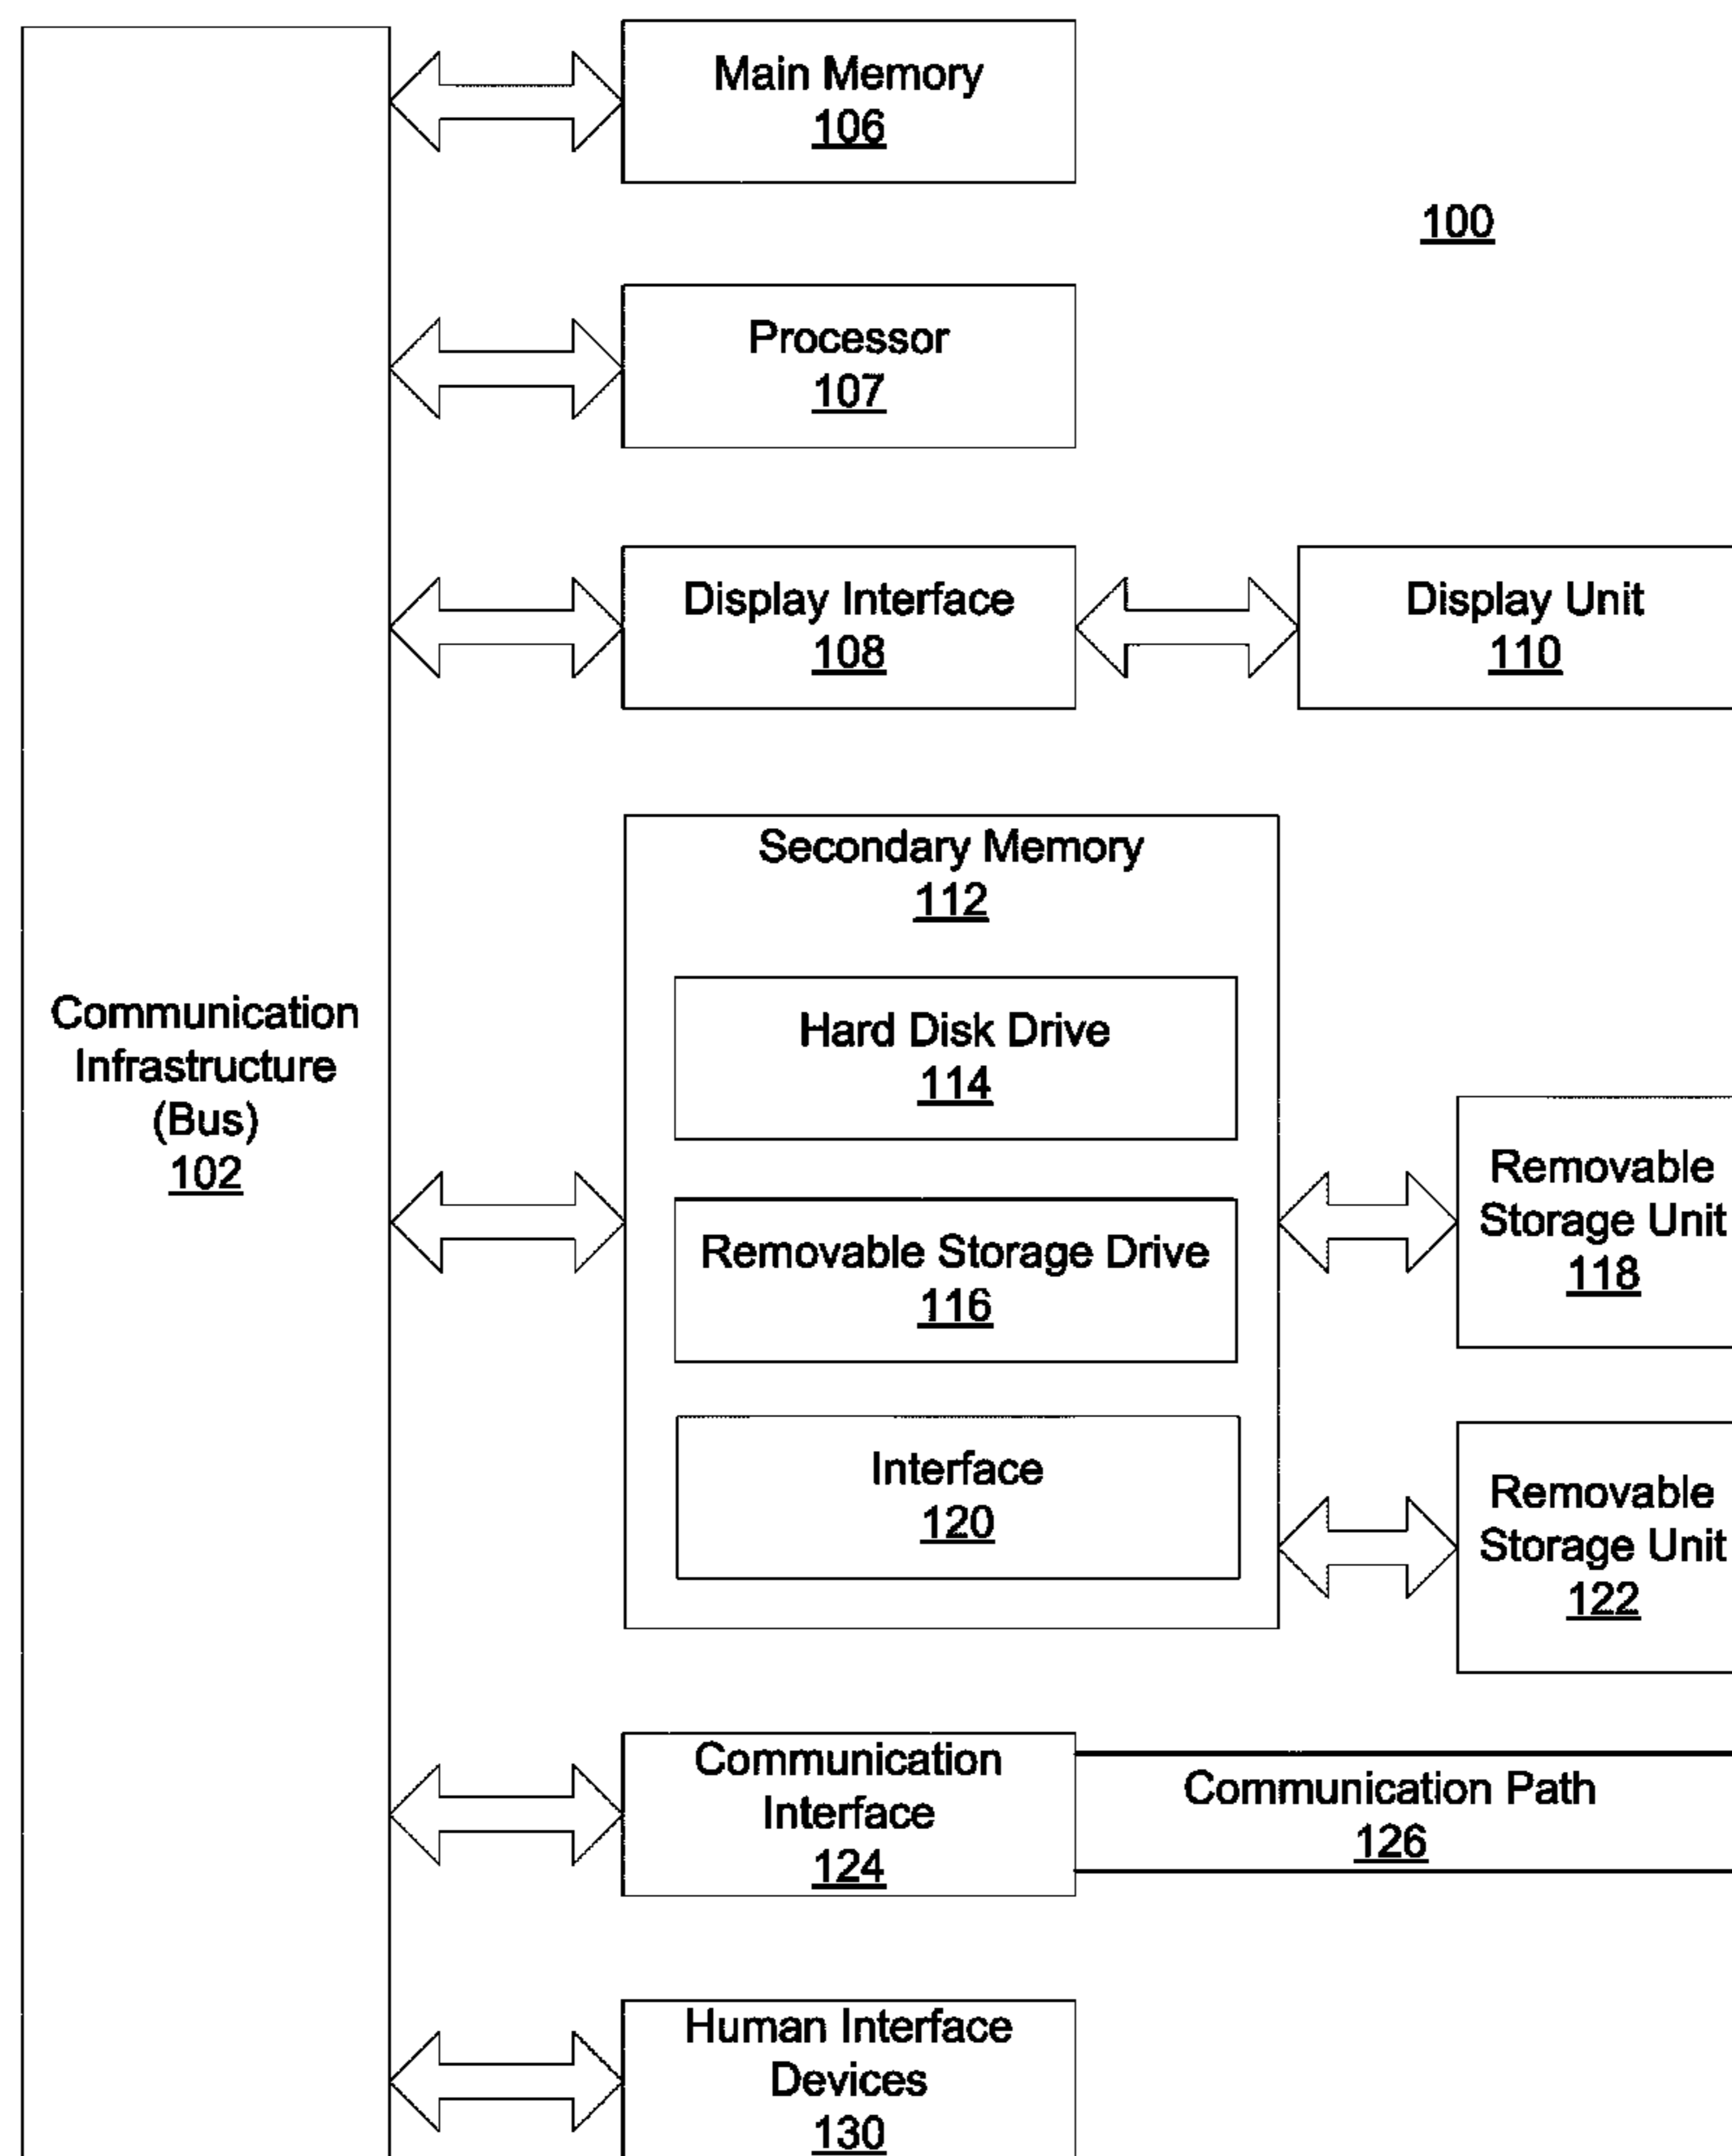 Main Memory
106
100
Processor
107
Display Interface
108
Display Unit
110
Secondary Memory
112
Hard Disk Drive
114
Communication
Infrastructure
(Bus)
102
Removable Storage Drive
116
Removable
Storage Unit
118
Interface
120
Removable
Storage Unit
122
Communication
Interface
124
Communication Path
126
Human Interface
Devices
130